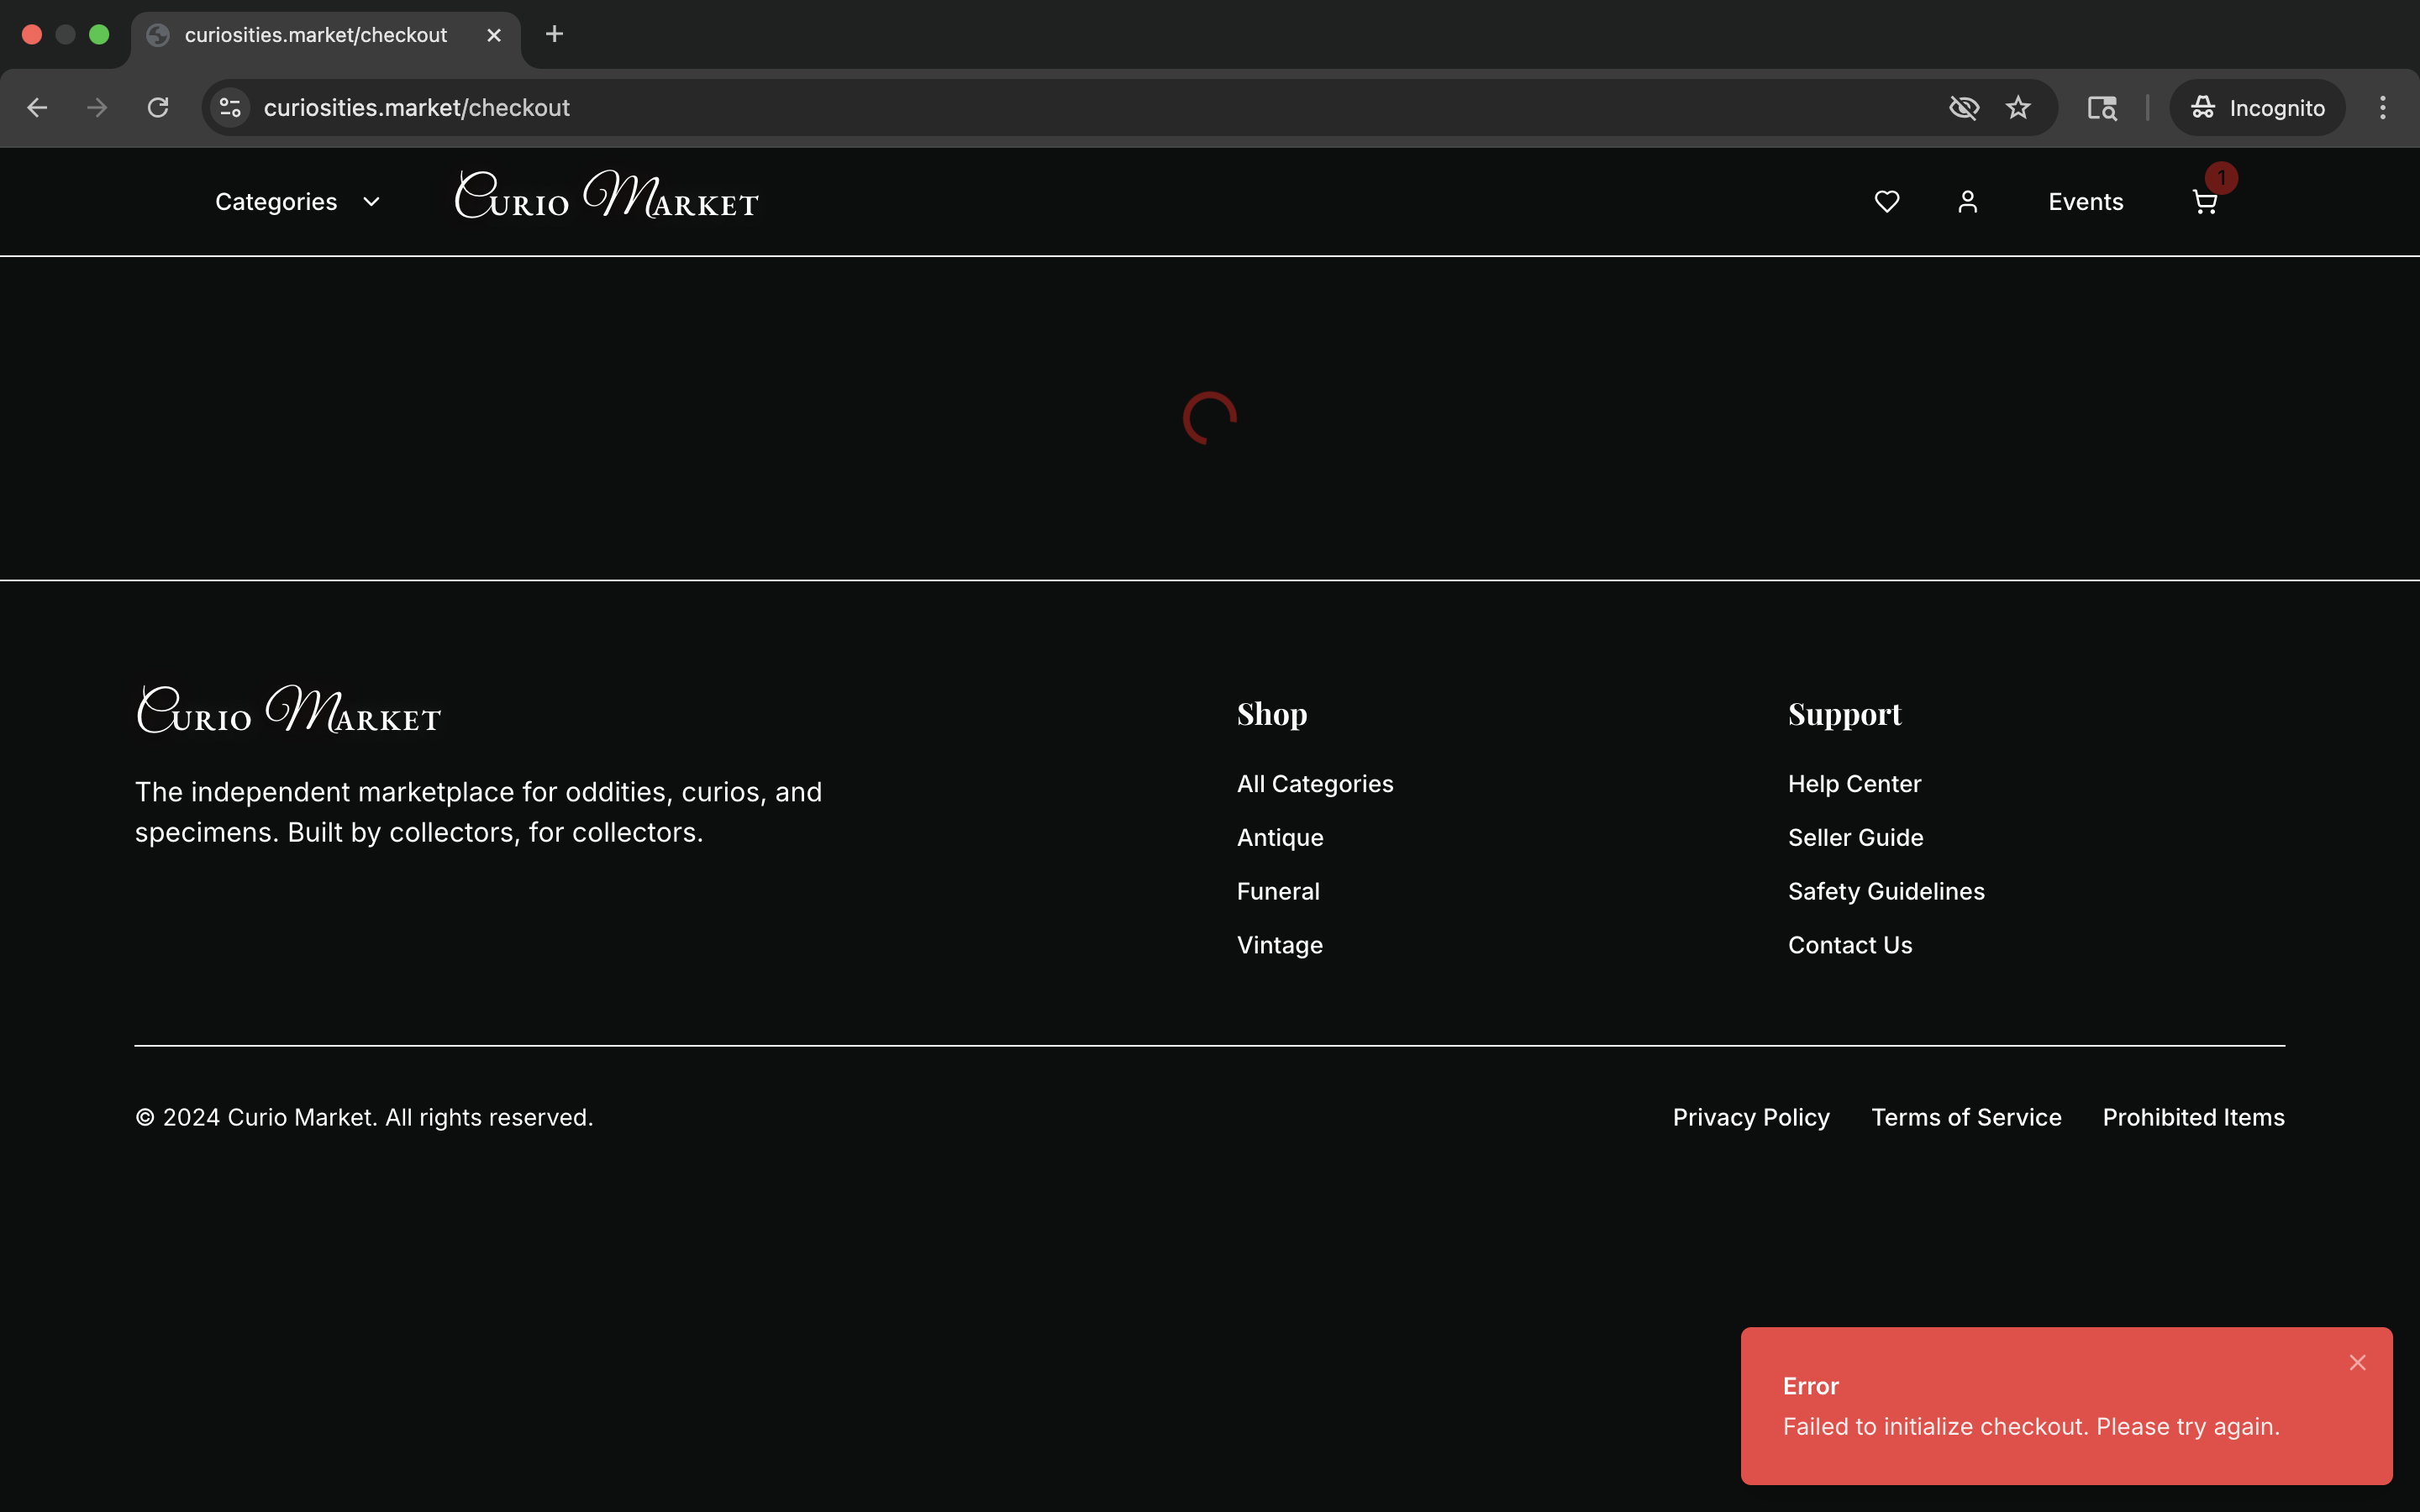 curiosities.market/checkout
curiosities.market/checkout
Incognito
Categories
Curio Market
Events
1
Curio Market
The independent marketplace for oddities, curios, and
specimens. Built by collectors, for collectors.
Shop
All Categories
Antique
Funeral
Vintage
Support
Help Center
Seller Guide
Safety Guidelines
Contact Us
© 2024 Curio Market. All rights reserved.
Privacy Policy
Terms of Service
Prohibited Items
Error
Failed to initialize checkout. Please try again.